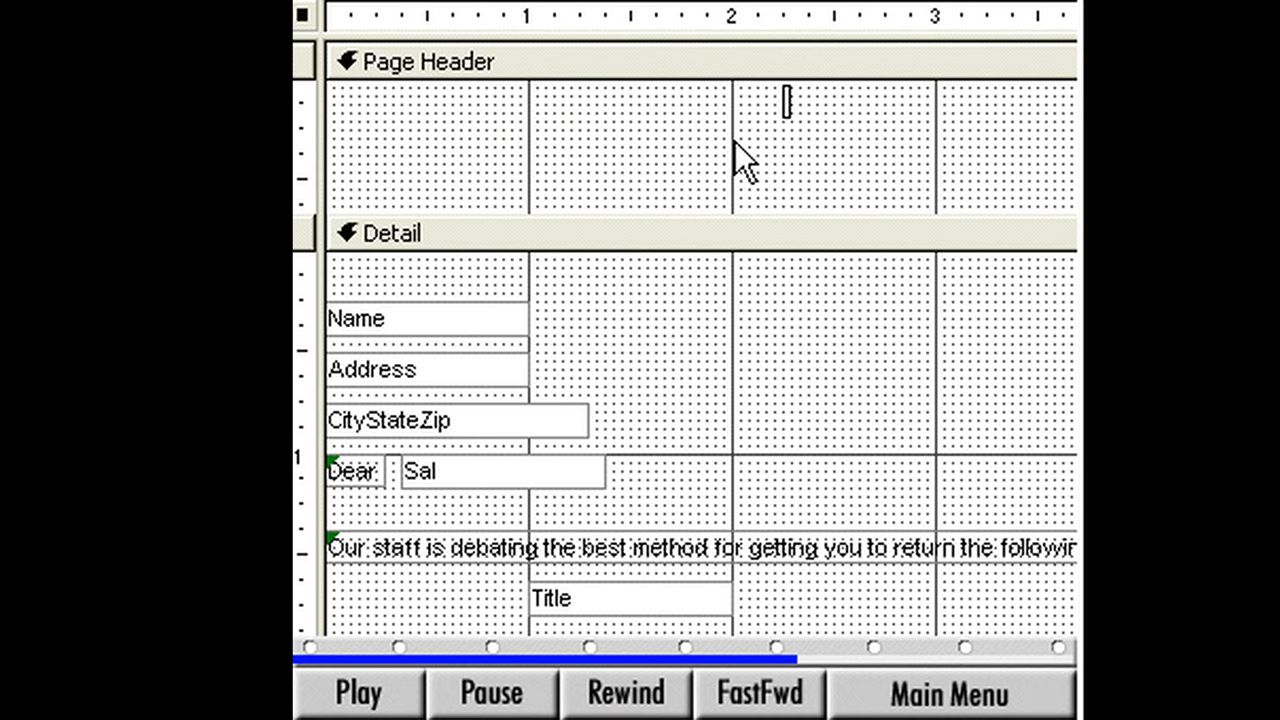 1 2 3
Page Header
Detail
Name
Address
CityStateZip
1
Dear Sal
Our staff is debating the best method for getting you to return the followin
Title
Play Pause Rewind FastFwd Main Menu